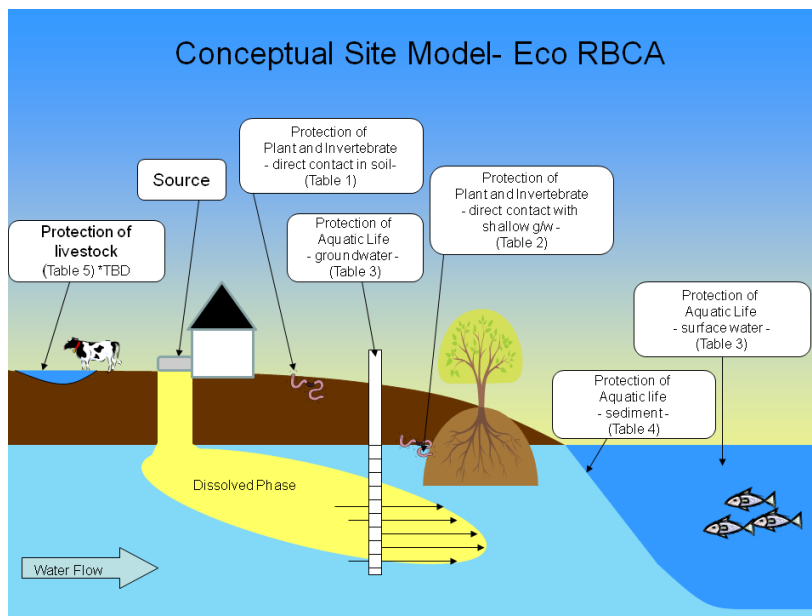 Conceptual Site Model- Eco RBCA
Protection of
Plant and Invertebrate
- direct contact in soil-
(Table 1)
Source
Protection of
Plant and Invertebrate
- direct contact with
shallow g/w -
(Table 2)
Protection of
livestock
(Table 5) *TBD
Protection of
Aquatic Life
- groundwater -
(Table 3)
Protection of
Aquatic Life
- surface water -
(Table 3)
Protection of
Aquatic life
- sediment -
(Table 4)
Dissolved Phase
Water Flow